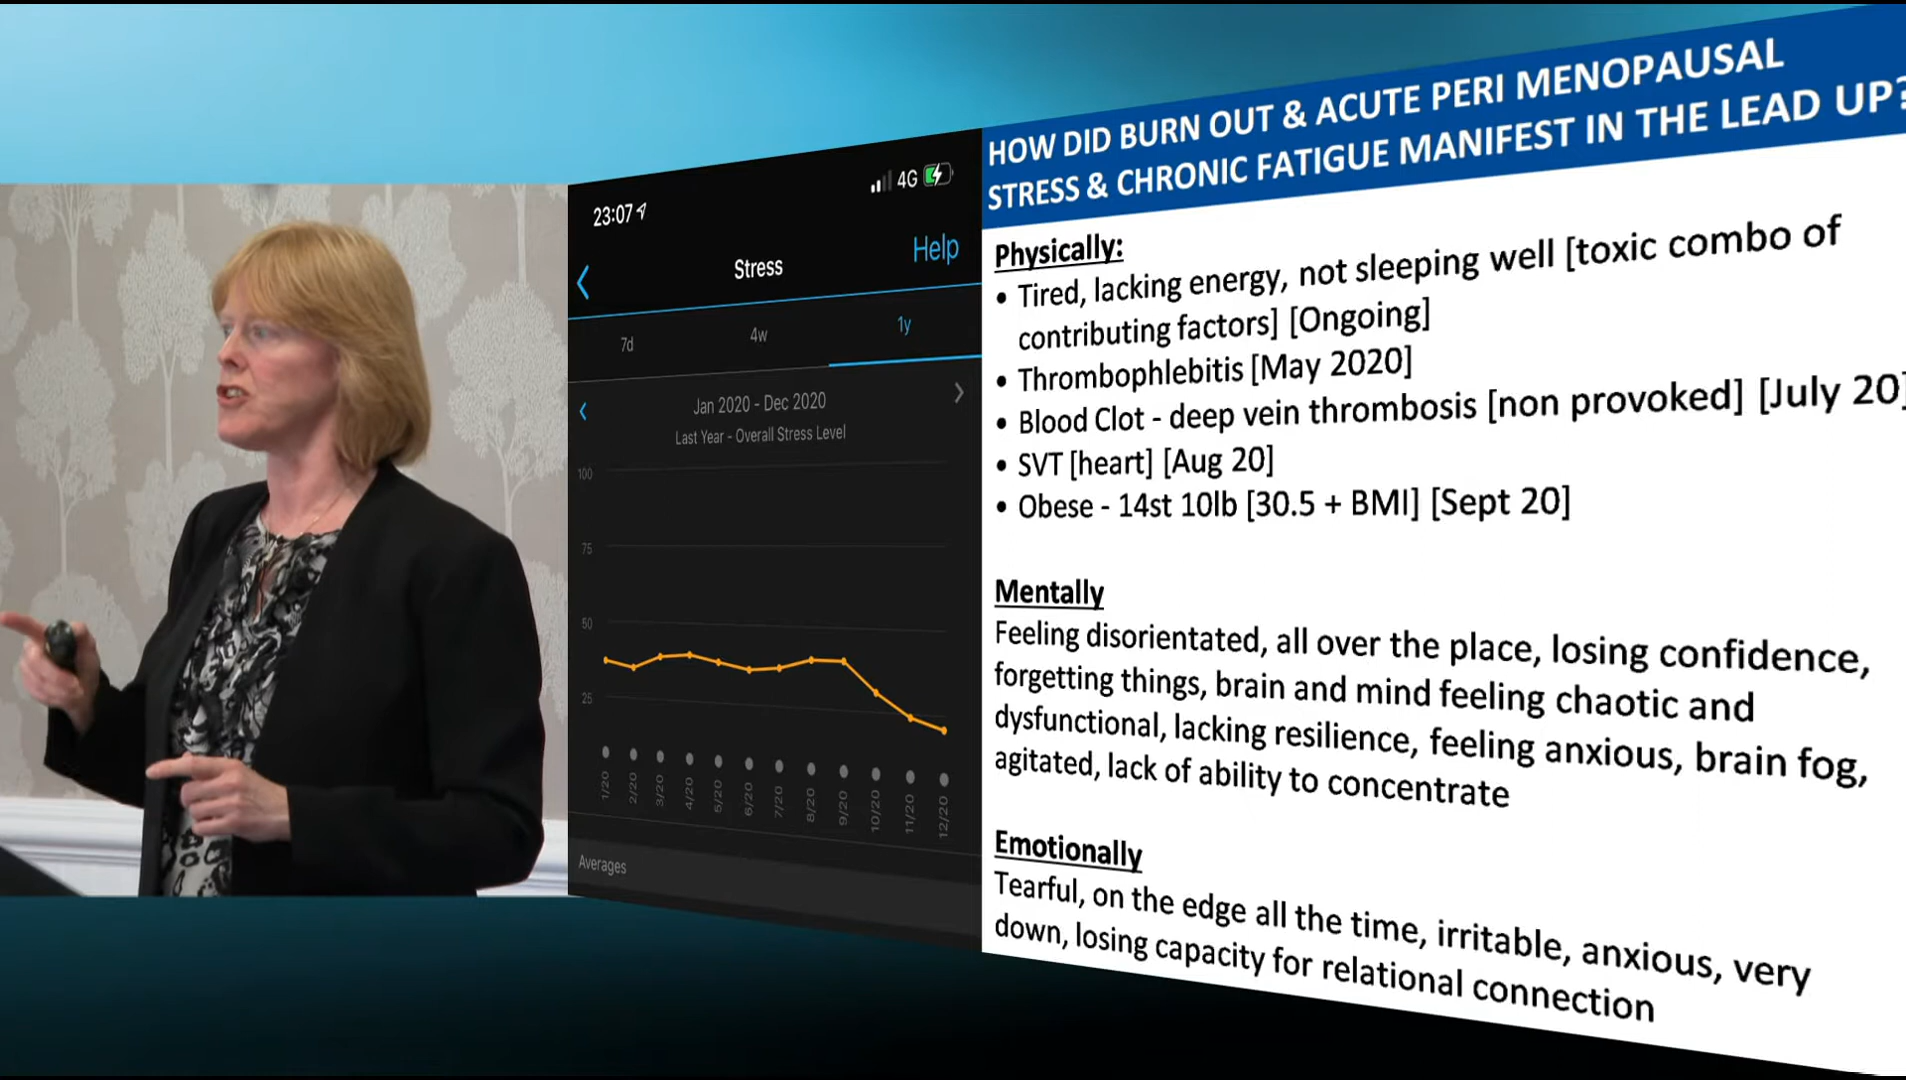 23:07
4G
Stress
Help
7d
4w
1y
Jan 2020 - Dec 2020
Last Year - Overall Stress Level
100
75
50
25
1/20
2/20
3/20
4/20
5/20
6/20
7/20
8/20
9/20
10/20
11/20
12/20
Averages
HOW DID BURN OUT & ACUTE PERI MENOPAUSAL
STRESS & CHRONIC FATIGUE MANIFEST IN THE LEAD UP?
Physically:
• Tired, lacking energy, not sleeping well [toxic combo of
contributing factors] [Ongoing]
• Thrombophlebitis [May 2020]
• Blood Clot - deep vein thrombosis [non provoked] [July 20]
• SVT [heart] [Aug 20]
• Obese - 14st 10lb [30.5 + BMI] [Sept 20]
Mentally
Feeling disorientated, all over the place, losing confidence,
forgetting things, brain and mind feeling chaotic and
dysfunctional, lacking resilience, feeling anxious, brain fog,
agitated, lack of ability to concentrate
Emotionally
Tearful, on the edge all the time, irritable, anxious, very
down, losing capacity for relational connection